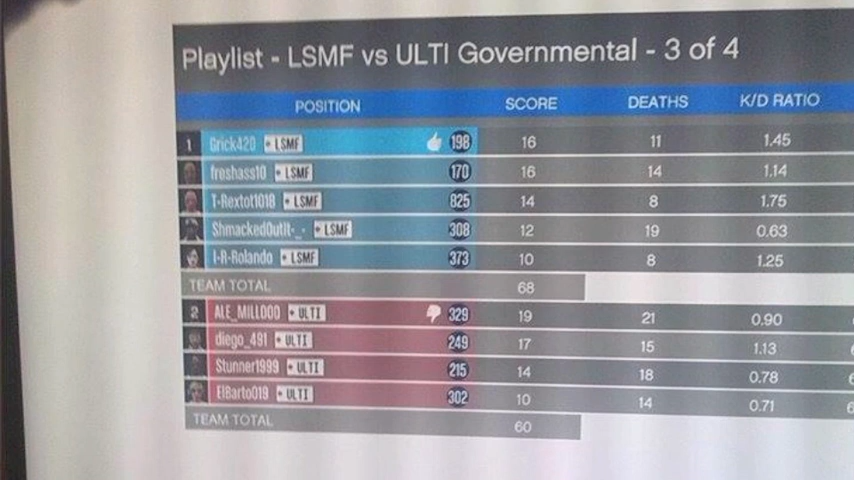 Playlist - LSMF vs ULTI Governmental - 3 of 4
POSITION SCORE DEATHS K/D RATIO
1 Grick420 LSMF 198 16 11 1.45
freshass10 LSMF 170 16 14 1.14
T-Rextot1018 LSMF 825 14 8 1.75
ShmackedOutIt-_- LSMF 308 12 19 0.63
I-R-Rolando LSMF 373 10 8 1.25
TEAM TOTAL 68
2 ALE_MILL000 ULTI 329 19 21 0.90
diego_491 ULTI 249 17 15 1.13
Stunner1999 ULTI 215 14 18 0.78
ElBarto019 ULTI 302 10 14 0.71
TEAM TOTAL 60